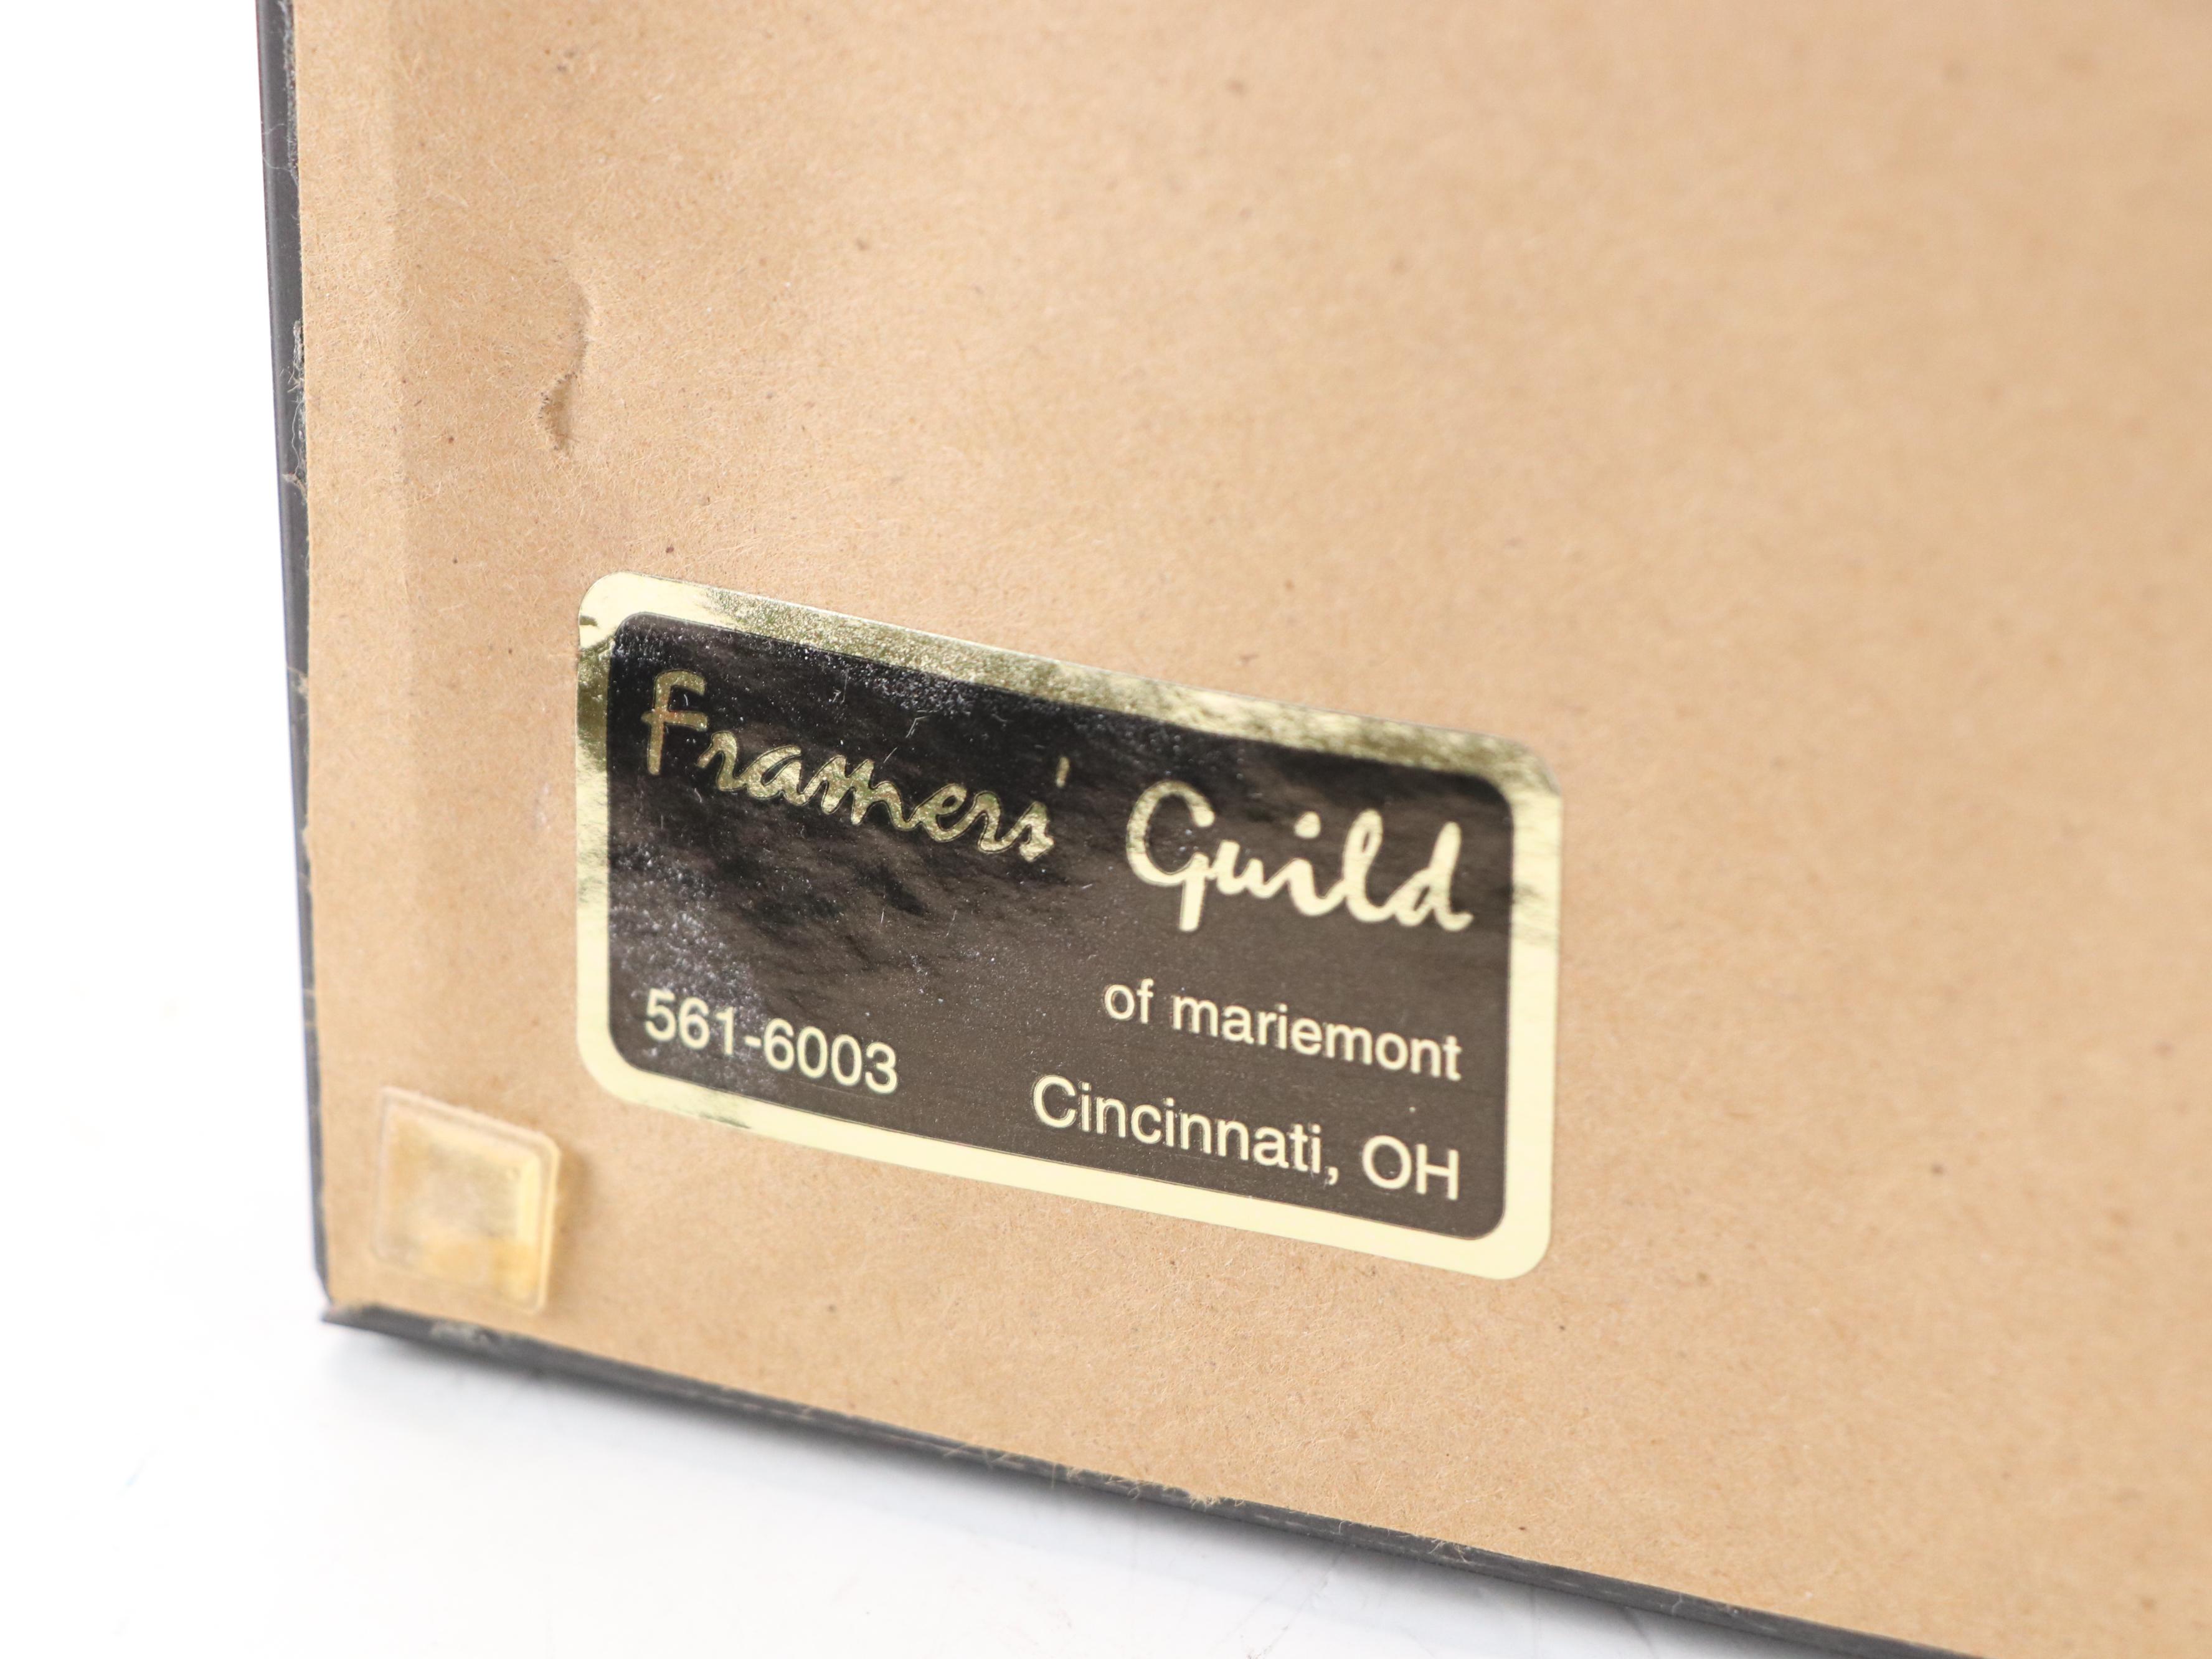 Framers' Guild
of mariemont
561-6003
Cincinnati, OH